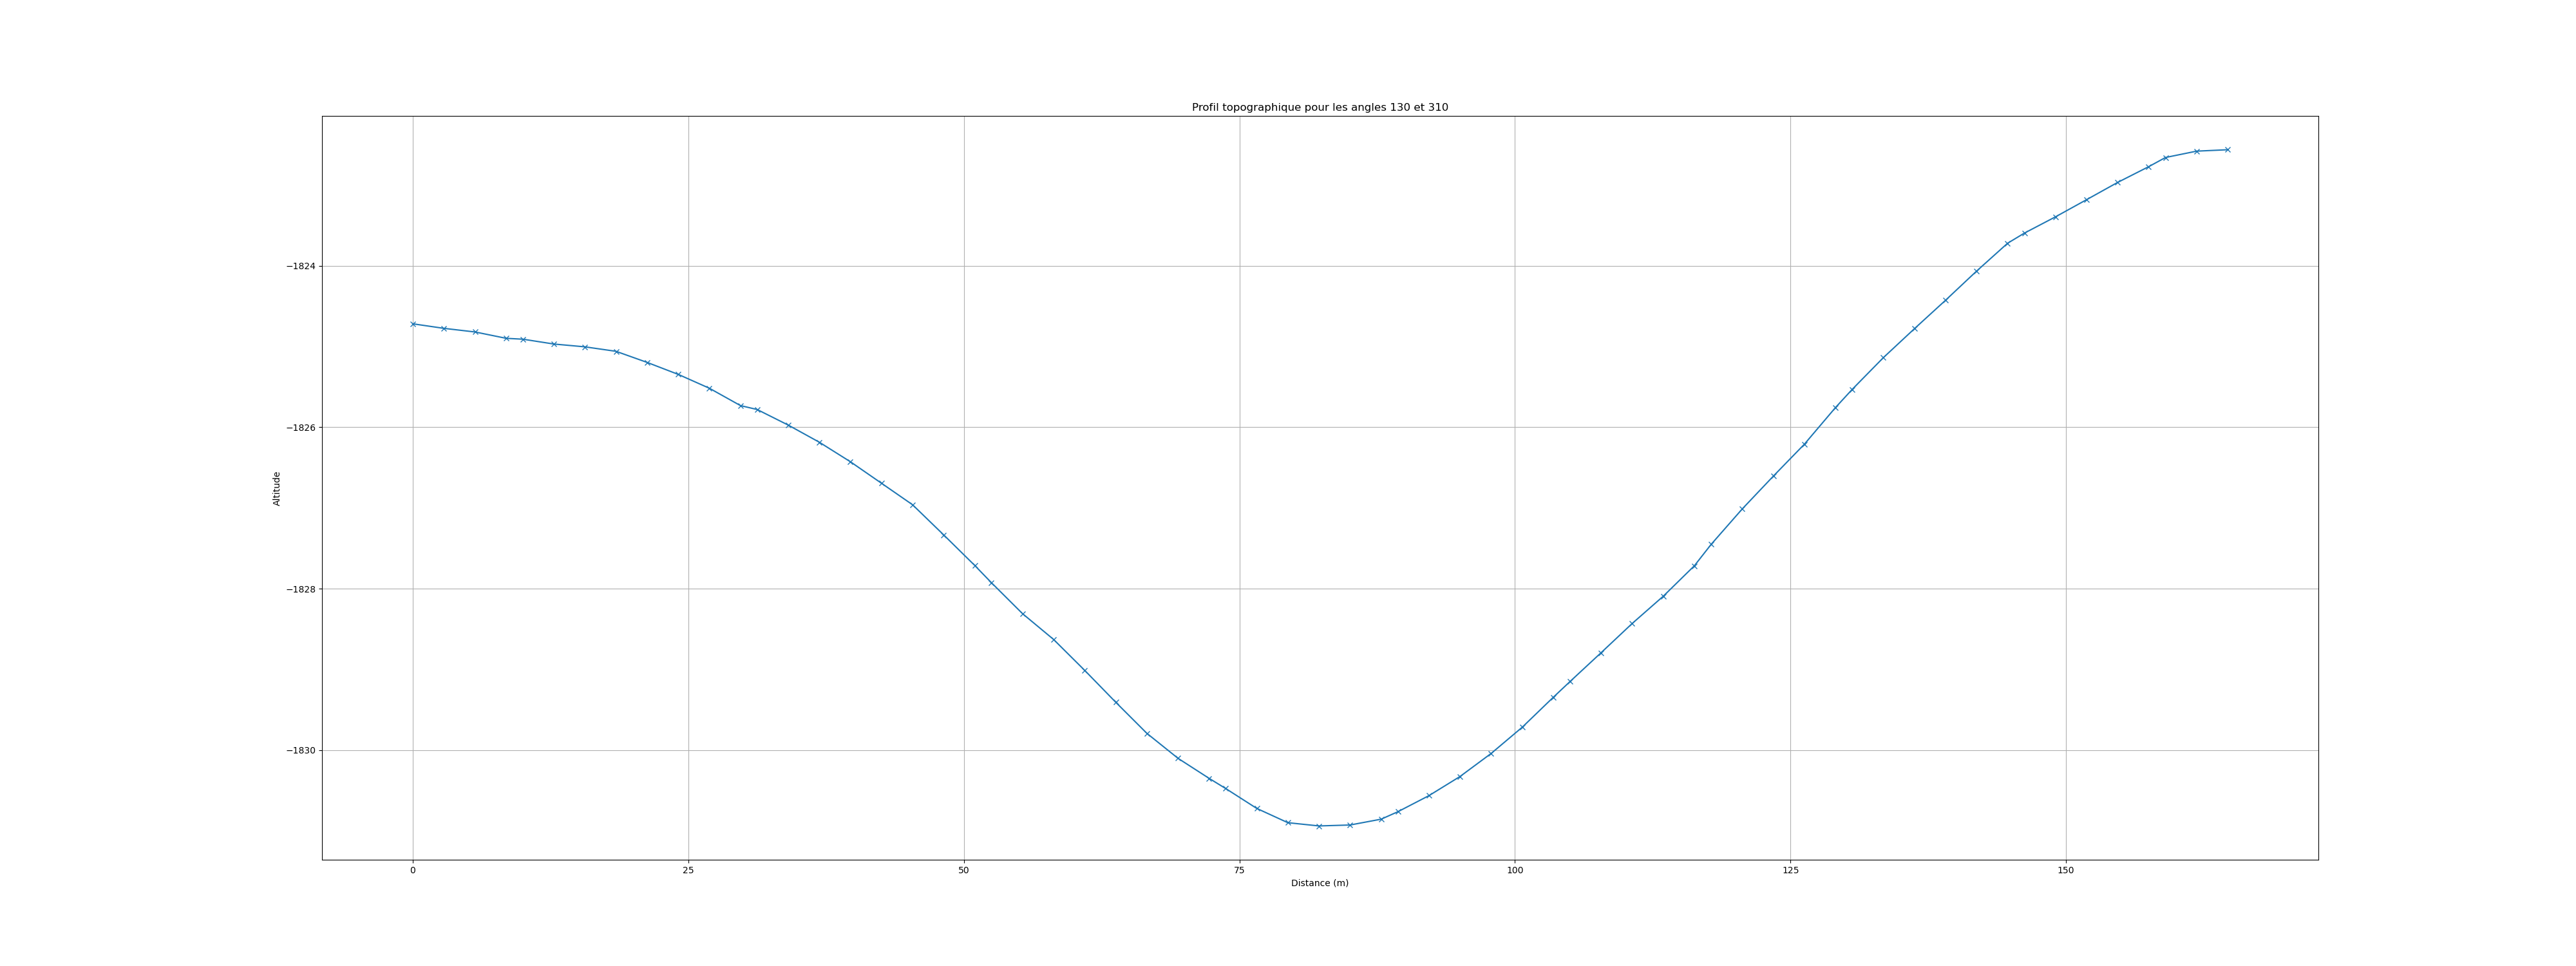 Profil topographique pour les angles 130 et 310
−1824
−1826
−1828
−1830
Altitude
0 25 50 75 100 125 150
Distance (m)